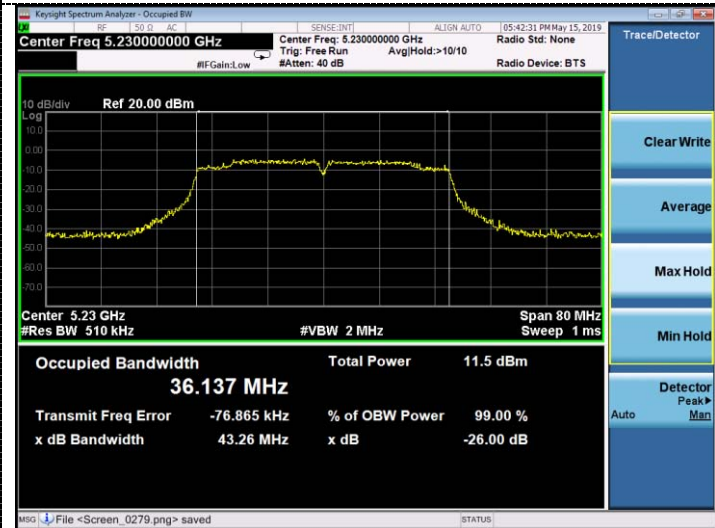 Keysight Spectrum Analyzer - Occupied BW
RF 50 Ω AC SENSE:INT ALIGN AUTO 05:42:31 PM May 15, 2019
Center Freq 5.230000000 GHz
Center Freq: 5.230000000 GHz
Radio Std: None
Trig: Free Run Avg|Hold:>10/10
#IFGain:Low #Atten: 40 dB Radio Device: BTS
10 dB/div Ref 20.00 dBm
Log
10.0
0.00
-10.0
-20.0
-30.0
-40.0
-50.0
-60.0
-70.0
Center 5.23 GHz Span 80 MHz
#Res BW 510 kHz #VBW 2 MHz Sweep 1 ms
Occupied Bandwidth Total Power 11.5 dBm
36.137 MHz
Transmit Freq Error -76.865 kHz % of OBW Power 99.00 %
x dB Bandwidth 43.26 MHz x dB -26.00 dB
Trace/Detector
Clear Write
Average
Max Hold
Min Hold
Detector
Peak▶
Auto Man
MSG File <Screen_0279.png> saved STATUS